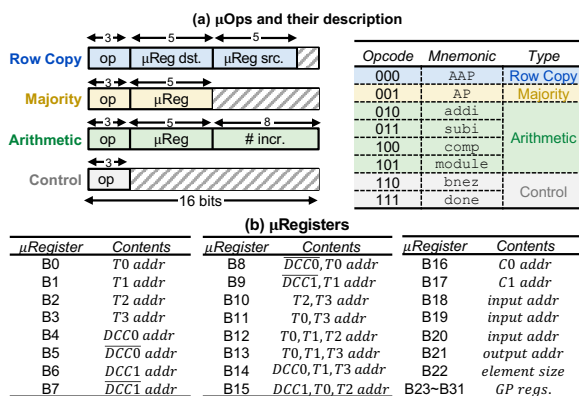 (a) μOps and their description
3 5 5
Row Copy op μReg dst. μReg src.
3 5
Majority op μReg
3 5 8
Arithmetic op μReg # incr.
3
Control op
16 bits
Opcode Mnemonic Type
000 AAP Row Copy
001 AP Majority
010 addi
011 subi
Arithmetic
100 comp
101 module
110 bnez
Control
111 done
(b) μRegisters
μRegister Contents
B0 T0 addr
B1 T1 addr
B2 T2 addr
B3 T3 addr
B4 DCC0 addr
B5 D̅C̅C̅0̅ addr
B6 DCC1 addr
B7 D̅C̅C̅1̅ addr
μRegister Contents
B8 D̅C̅C̅0̅, T0 addr
B9 D̅C̅C̅1̅, T1 addr
B10 T2, T3 addr
B11 T0, T3 addr
B12 T0, T1, T2 addr
B13 T0, T1, T3 addr
B14 DCC0, T1, T3 addr
B15 DCC1, T0, T2 addr
μRegister Contents
B16 C0 addr
B17 C1 addr
B18 input addr
B19 input addr
B20 input addr
B21 output addr
B22 element size
B23~B31 GP regs.